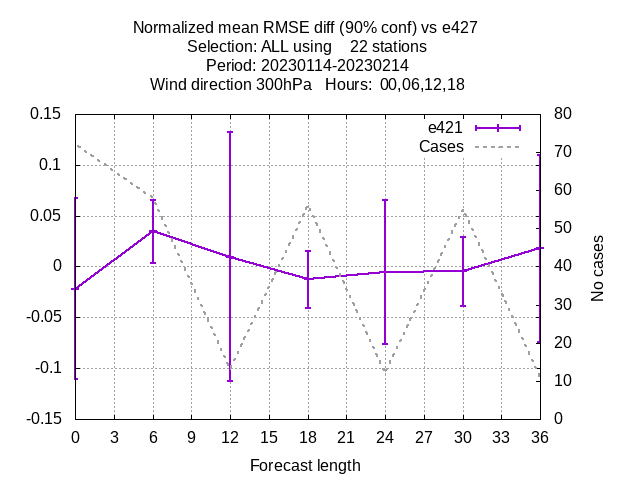 Normalized mean RMSE diff (90% conf) vs e427
Selection: ALL using    22 stations
Period: 20230114-20230214
Wind direction 300hPa   Hours:  00,06,12,18
0.15
0.1
0.05
0
-0.05
-0.1
-0.15
e421
Cases
80
70
60
50
40
30
20
10
0
No cases
0 3 6 9 12 15 18 21 24 27 30 33 36
Forecast length